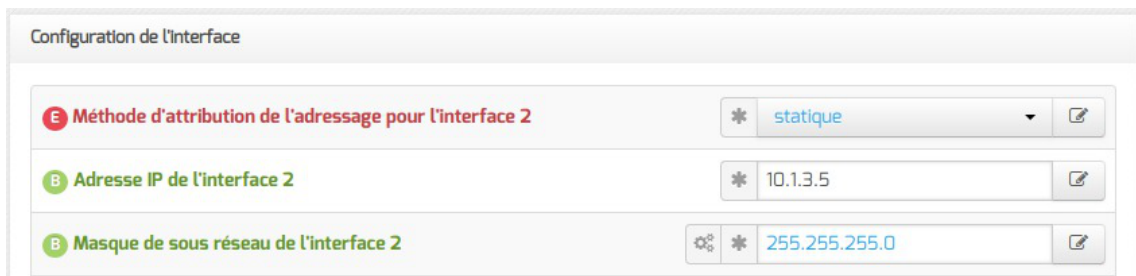 Configuration de l'interface
E Méthode d'attribution de l'adressage pour l'interface 2 * statique
B Adresse IP de l'interface 2 * 10.1.3.5
B Masque de sous réseau de l'interface 2 * 255.255.255.0